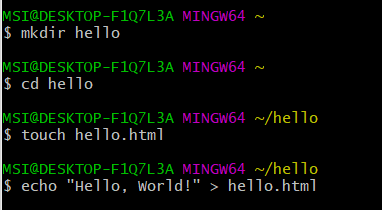 MSI@DESKTOP-F1Q7L3A MINGW64 ~
$ mkdir hello
MSI@DESKTOP-F1Q7L3A MINGW64 ~
$ cd hello
MSI@DESKTOP-F1Q7L3A MINGW64 ~/hello
$ touch hello.html
MSI@DESKTOP-F1Q7L3A MINGW64 ~/hello
$ echo "Hello, World!" > hello.html